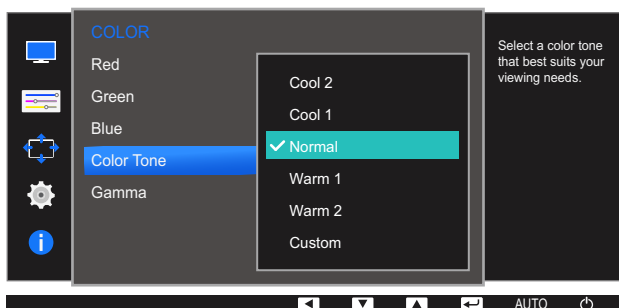 COLOR
Red
Green
Blue
Color Tone
Gamma
Cool 2
Cool 1
Normal
Warm 1
Warm 2
Custom
Select a color tone
that best suits your
viewing needs.
AUTO